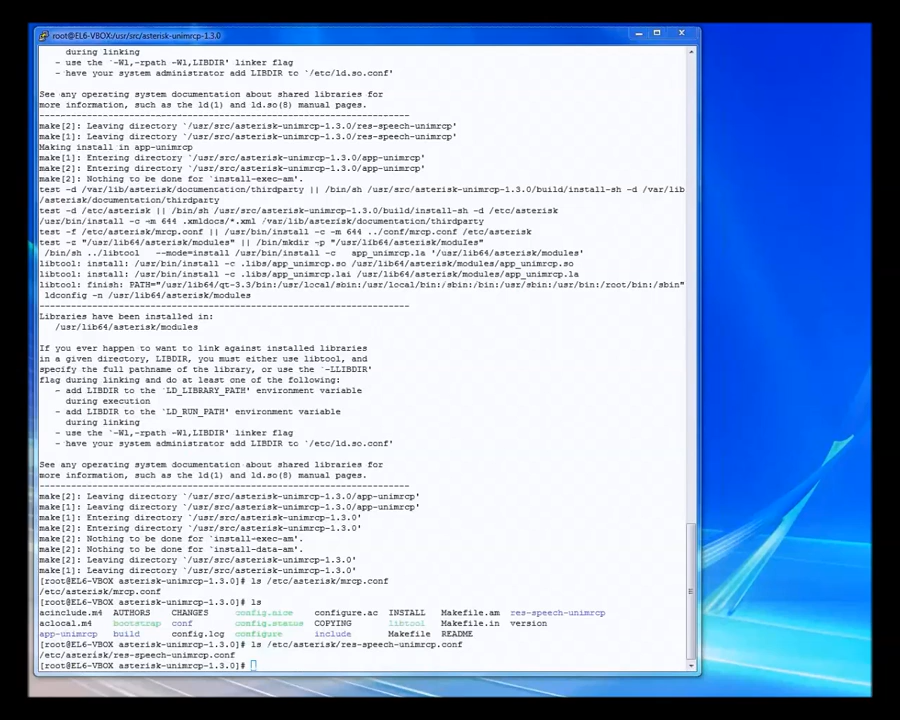 root@EL6-VBOX:/usr/src/asterisk-unimrcp-1.3.0
during linking
- use the `-Wl,-rpath -Wl,LIBDIR' linker flag
- have your system administrator add LIBDIR to `/etc/ld.so.conf'
See any operating system documentation about shared libraries for
more information, such as the ld(1) and ld.so(8) manual pages.
----------------------------------------------------------------------
make[2]: Leaving directory `/usr/src/asterisk-unimrcp-1.3.0/res-speech-unimrcp'
make[1]: Leaving directory `/usr/src/asterisk-unimrcp-1.3.0/res-speech-unimrcp'
Making install in app-unimrcp
make[1]: Entering directory `/usr/src/asterisk-unimrcp-1.3.0/app-unimrcp'
make[2]: Entering directory `/usr/src/asterisk-unimrcp-1.3.0/app-unimrcp'
make[2]: Nothing to be done for `install-exec-am'.
test -d /var/lib/asterisk/documentation/thirdparty || /bin/sh /usr/src/asterisk-unimrcp-1.3.0/build/install-sh -d /var/lib
/asterisk/documentation/thirdparty
test -d /etc/asterisk || /bin/sh /usr/src/asterisk-unimrcp-1.3.0/build/install-sh -d /etc/asterisk
/usr/bin/install -c -m 644 .xmldocs/*.xml /var/lib/asterisk/documentation/thirdparty
test -f /etc/asterisk/mrcp.conf || /usr/bin/install -c -m 644 ../conf/mrcp.conf /etc/asterisk
test -z "/usr/lib64/asterisk/modules" || /bin/mkdir -p "/usr/lib64/asterisk/modules"
/bin/sh ../libtool   --mode=install /usr/bin/install -c   app_unimrcp.la '/usr/lib64/asterisk/modules'
libtool: install: /usr/bin/install -c .libs/app_unimrcp.so /usr/lib64/asterisk/modules/app_unimrcp.so
libtool: install: /usr/bin/install -c .libs/app_unimrcp.lai /usr/lib64/asterisk/modules/app_unimrcp.la
libtool: finish: PATH="/usr/lib64/qt-3.3/bin:/usr/local/sbin:/usr/local/bin:/sbin:/bin:/usr/sbin:/usr/bin:/root/bin:/sbin"
ldconfig -n /usr/lib64/asterisk/modules
----------------------------------------------------------------------
Libraries have been installed in:
/usr/lib64/asterisk/modules
If you ever happen to want to link against installed libraries
in a given directory, LIBDIR, you must either use libtool, and
specify the full pathname of the library, or use the `-LLIBDIR'
flag during linking and do at least one of the following:
- add LIBDIR to the `LD_LIBRARY_PATH' environment variable
during execution
- add LIBDIR to the `LD_RUN_PATH' environment variable
during linking
- use the `-Wl,-rpath -Wl,LIBDIR' linker flag
- have your system administrator add LIBDIR to `/etc/ld.so.conf'
See any operating system documentation about shared libraries for
more information, such as the ld(1) and ld.so(8) manual pages.
----------------------------------------------------------------------
make[2]: Leaving directory `/usr/src/asterisk-unimrcp-1.3.0/app-unimrcp'
make[1]: Leaving directory `/usr/src/asterisk-unimrcp-1.3.0/app-unimrcp'
make[1]: Entering directory `/usr/src/asterisk-unimrcp-1.3.0'
make[2]: Entering directory `/usr/src/asterisk-unimrcp-1.3.0'
make[2]: Nothing to be done for `install-exec-am'.
make[2]: Nothing to be done for `install-data-am'.
make[2]: Leaving directory `/usr/src/asterisk-unimrcp-1.3.0'
make[1]: Leaving directory `/usr/src/asterisk-unimrcp-1.3.0'
[root@EL6-VBOX asterisk-unimrcp-1.3.0]# ls /etc/asterisk/mrcp.conf
/etc/asterisk/mrcp.conf
[root@EL6-VBOX asterisk-unimrcp-1.3.0]# ls
acinclude.m4  AUTHORS    CHANGES     config.nice    configure.ac  INSTALL  Makefile.am  res-speech-unimrcp
aclocal.m4    bootstrap  conf        config.status  COPYING       libtool  Makefile.in  version
app-unimrcp   build      config.log  configure      include       Makefile  README
[root@EL6-VBOX asterisk-unimrcp-1.3.0]# ls /etc/asterisk/res-speech-unimrcp.conf
/etc/asterisk/res-speech-unimrcp.conf
[root@EL6-VBOX asterisk-unimrcp-1.3.0]#